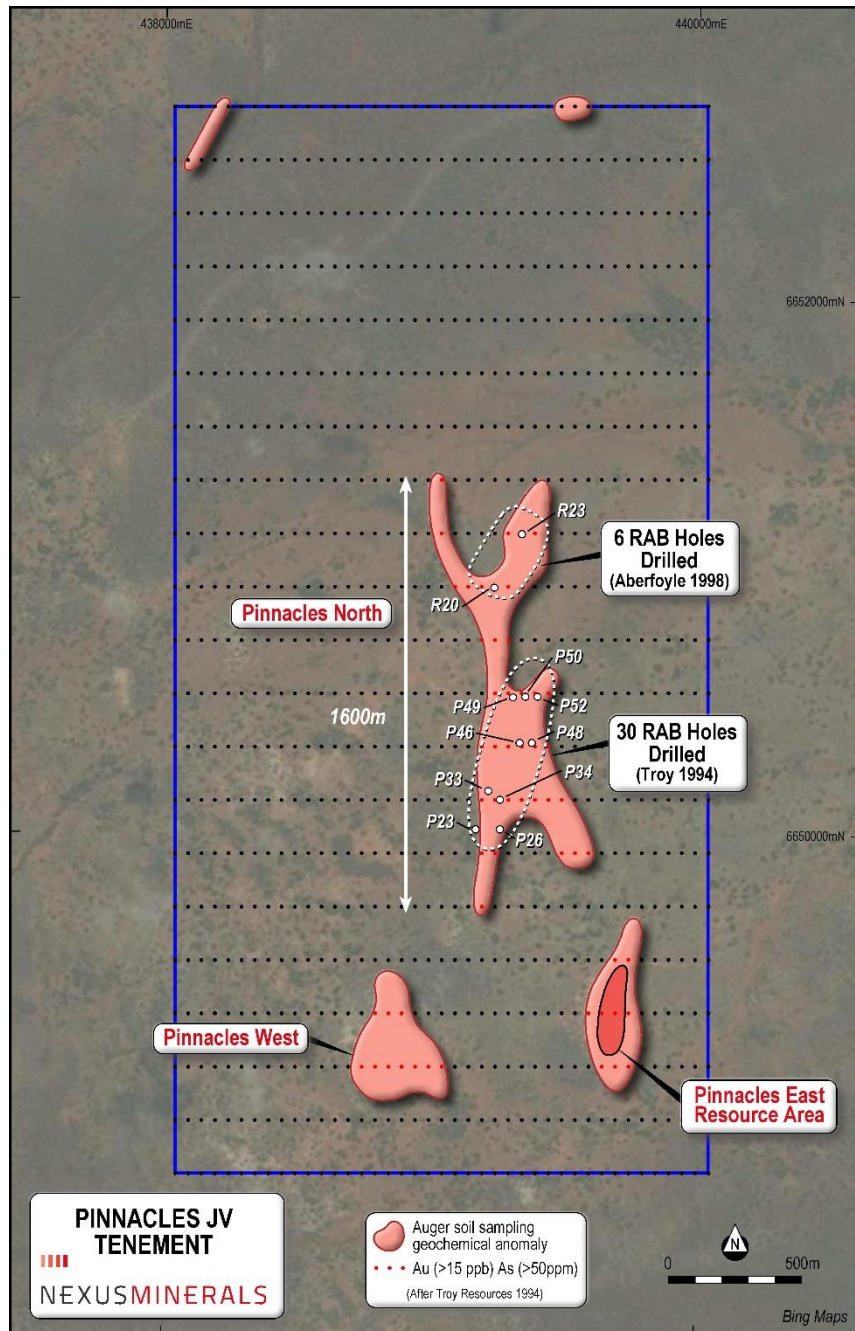 438000mE
440000mE
6652000mN
R23
6 RAB Holes
Drilled
(Aberfoyle 1998)
R20
Pinnacles North
P50
P49
P52
1600m
P46
P48
30 RAB Holes
Drilled
(Troy 1994)
P33
P34
P23
P26
6650000mN
Pinnacles West
Pinnacles East
Resource Area
PINNACLES JV
TENEMENT
NEXUSMINERALS
Auger soil sampling
geochemical anomaly
Au (>15 ppb) As (>50ppm)
(After Troy Resources 1994)
N
0
500m
Bing Maps